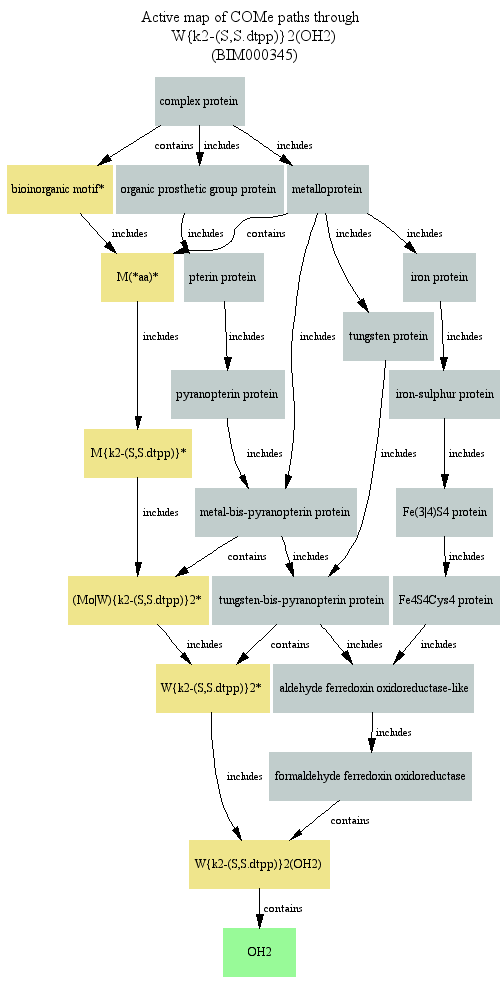 Active map of COMe paths through
W{k2-(S,S.dtpp)}2(OH2)
(BIM000345)
complex protein
contains
includes
includes
bioinorganic motif*
organic prosthetic group protein
metalloprotein
includes
includes
contains
includes
includes
M(*aa)*
pterin protein
iron protein
includes
includes
includes
tungsten protein
includes
pyranopterin protein
iron-sulphur protein
M{k2-(S,S.dtpp)}*
includes
includes
includes
metal-bis-pyranopterin protein
Fe(3|4)S4 protein
includes
contains
includes
includes
(Mo|W){k2-(S,S.dtpp)}2*
tungsten-bis-pyranopterin protein
Fe4S4Cys4 protein
includes
contains
includes
includes
W{k2-(S,S.dtpp)}2*
aldehyde ferredoxin oxidoreductase-like
includes
includes
formaldehyde ferredoxin oxidoreductase
contains
W{k2-(S,S.dtpp)}2(OH2)
contains
OH2